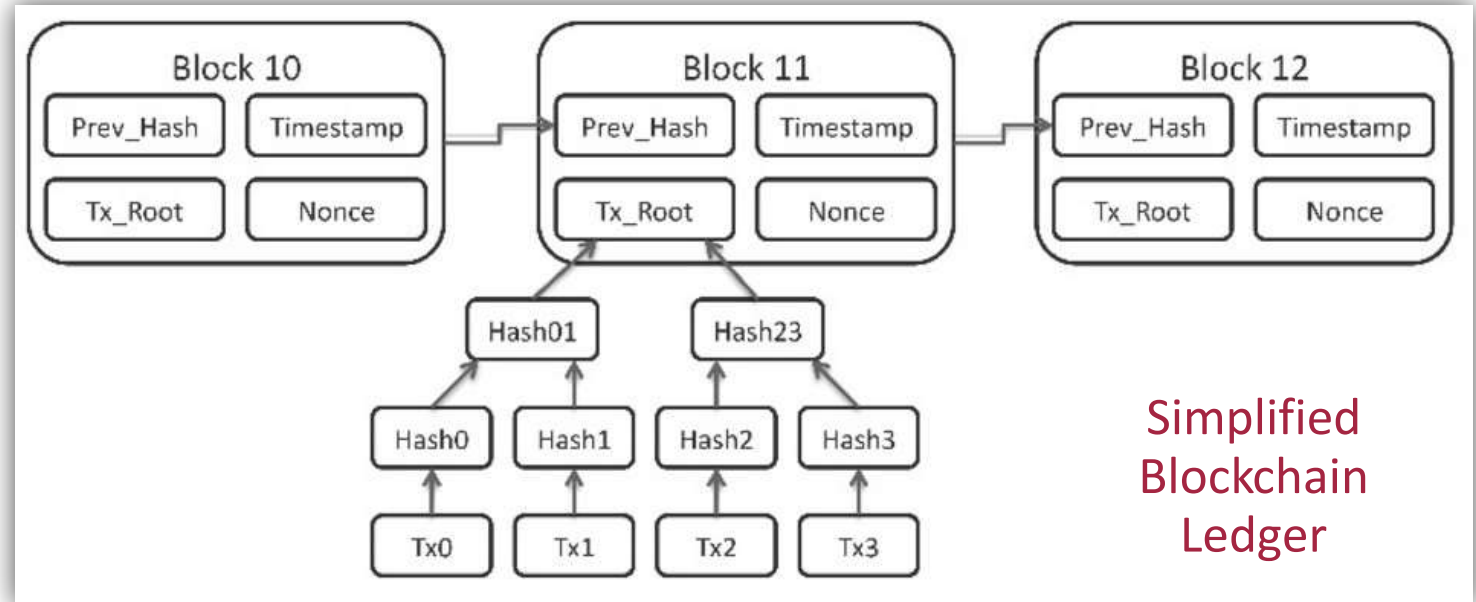 Block 10
Block 11
Block 12
Prev_Hash
Timestamp
Prev_Hash
Timestamp
Prev_Hash
Timestamp
Tx_Root
Nonce
Tx_Root
Nonce
Tx_Root
Nonce
Hash01
Hash23
Hash0
Hash1
Hash2
Hash3
Tx0
Tx1
Tx2
Tx3
Simplified
Blockchain
Ledger